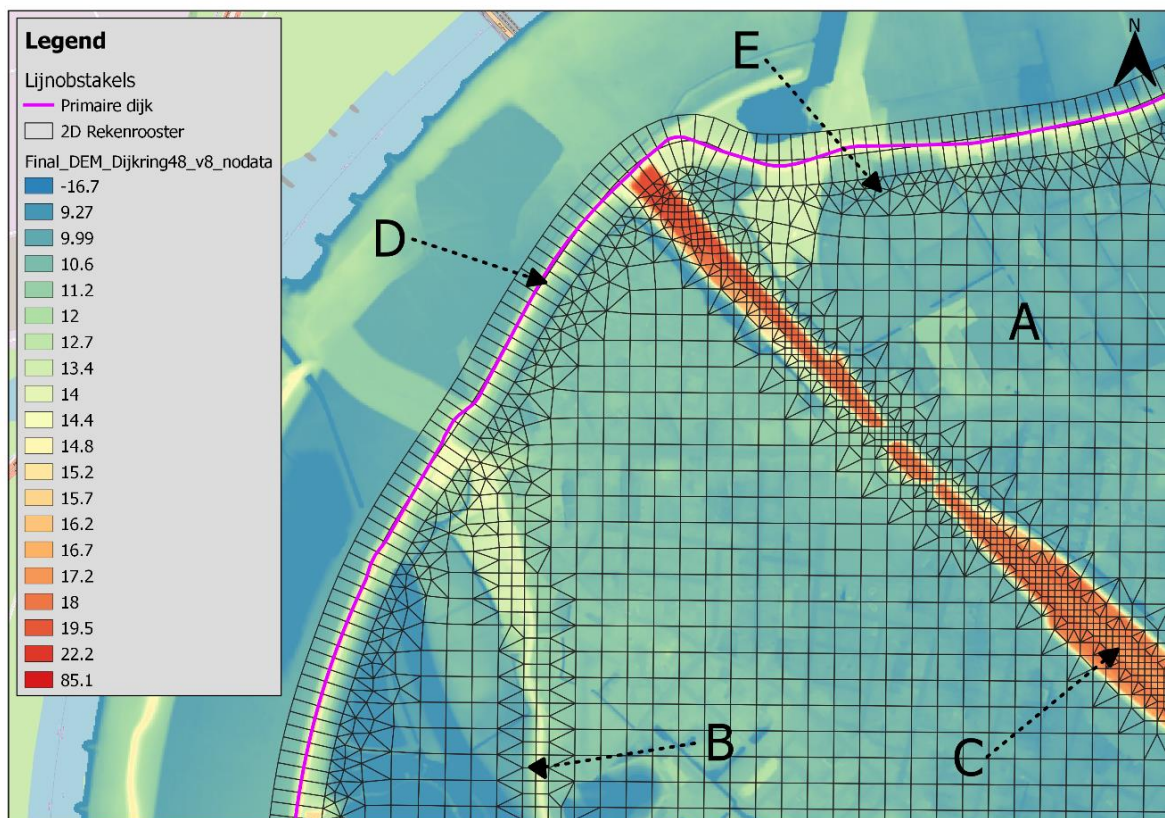 Legend
Lijnobstakels
Primaire dijk
2D Rekenrooster
Final_DEM_Dijkring48_v8_nodata
-16.7
9.27
9.99
10.6
11.2
12
12.7
13.4
14
14.4
14.8
15.2
15.7
16.2
16.7
17.2
18
19.5
22.2
85.1
N
E
D
A
B
C